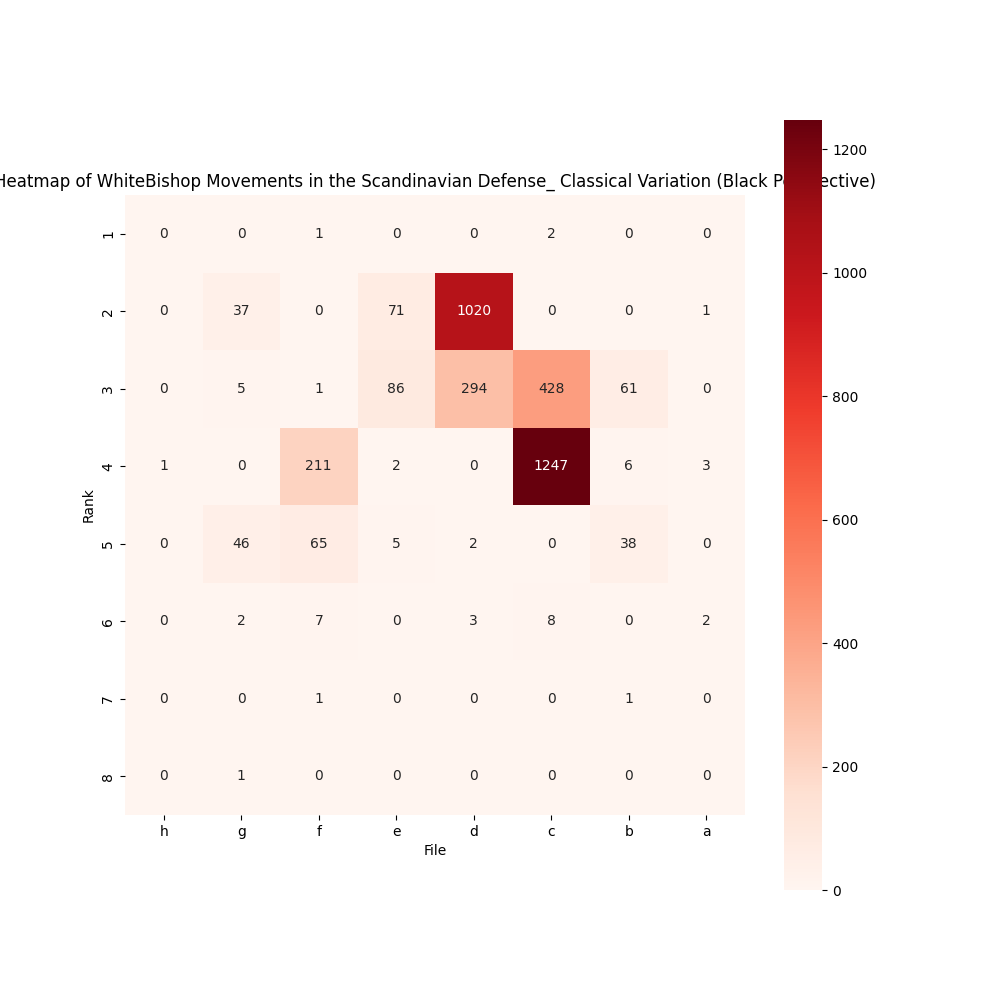 Heatmap of WhiteBishop Movements in the Scandinavian Defense_ Classical Variation (Black P ective)
1200
1 0 0 1 0 0 2 0 0
1000
2 0 37 0 71 1020 0 0 1
3 0 5 1 86 294 428 61 0
800
4 1 0 211 2 0 1247 6 3
Rank
600
5 0 46 65 5 2 0 38 0
6 0 2 7 0 3 8 0 2
400
7 0 0 1 0 0 0 1 0
200
8 0 1 0 0 0 0 0 0
h g f e d c b a
File
0